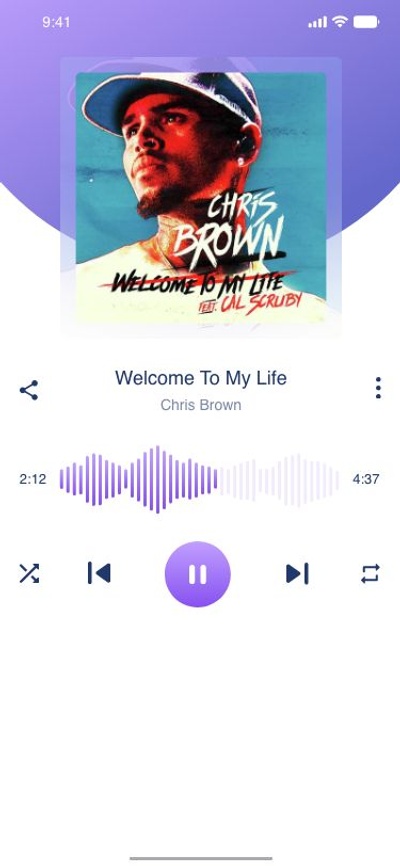 9:41
CHRIS
BROWN
WELCOME TO MY LIFE
FEAT. CAL SCRUBY
Welcome To My Life
Chris Brown
2:12
4:37